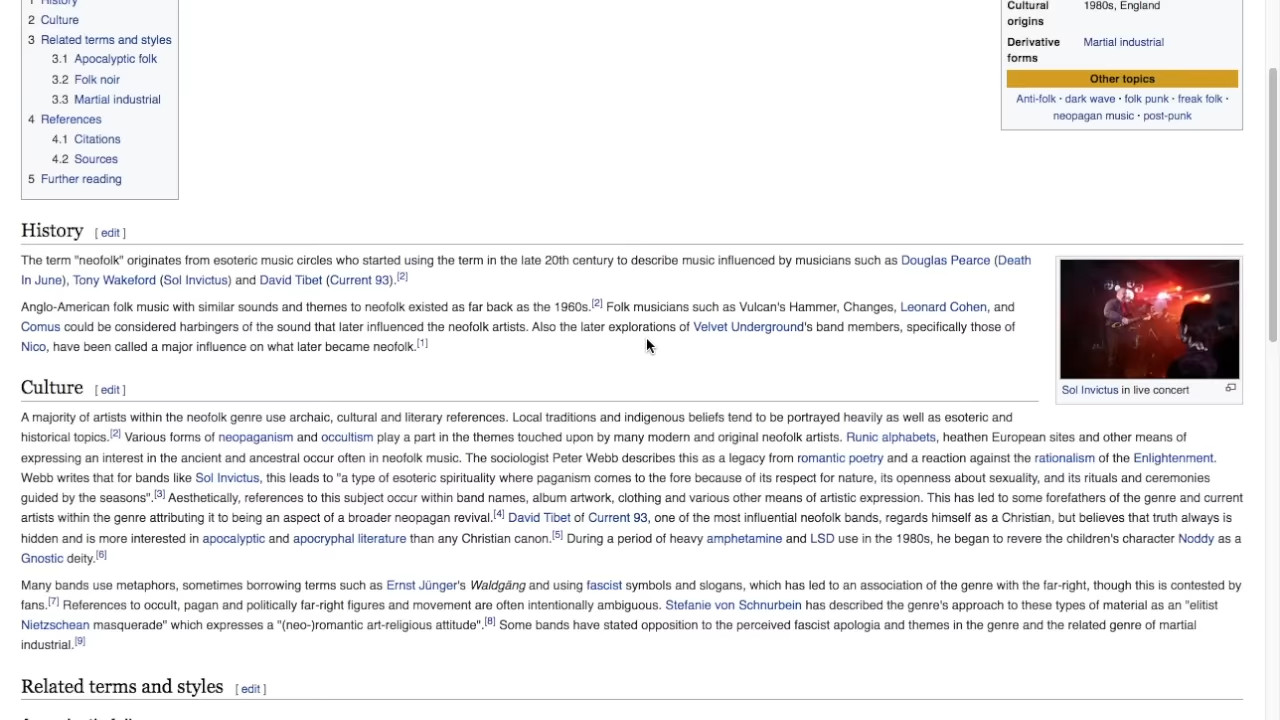 1 History
2 Culture
3 Related terms and styles
3.1 Apocalyptic folk
3.2 Folk noir
3.3 Martial industrial
4 References
4.1 Citations
4.2 Sources
5 Further reading
Cultural origins 1980s, England
Derivative forms Martial industrial
Other topics
Anti-folk · dark wave · folk punk · freak folk ·
neopagan music · post-punk
History [ edit ]
The term "neofolk" originates from esoteric music circles who started using the term in the late 20th century to describe music influenced by musicians such as Douglas Pearce (Death
In June), Tony Wakeford (Sol Invictus) and David Tibet (Current 93).[2]
Anglo-American folk music with similar sounds and themes to neofolk existed as far back as the 1960s.[2] Folk musicians such as Vulcan's Hammer, Changes, Leonard Cohen, and
Comus could be considered harbingers of the sound that later influenced the neofolk artists. Also the later explorations of Velvet Underground's band members, specifically those of
Nico, have been called a major influence on what later became neofolk.[1]
Sol Invictus in live concert
Culture [ edit ]
A majority of artists within the neofolk genre use archaic, cultural and literary references. Local traditions and indigenous beliefs tend to be portrayed heavily as well as esoteric and
historical topics.[2] Various forms of neopaganism and occultism play a part in the themes touched upon by many modern and original neofolk artists. Runic alphabets, heathen European sites and other means of
expressing an interest in the ancient and ancestral occur often in neofolk music. The sociologist Peter Webb describes this as a legacy from romantic poetry and a reaction against the rationalism of the Enlightenment.
Webb writes that for bands like Sol Invictus, this leads to "a type of esoteric spirituality where paganism comes to the fore because of its respect for nature, its openness about sexuality, and its rituals and ceremonies
guided by the seasons".[3] Aesthetically, references to this subject occur within band names, album artwork, clothing and various other means of artistic expression. This has led to some forefathers of the genre and current
artists within the genre attributing it to being an aspect of a broader neopagan revival.[4] David Tibet of Current 93, one of the most influential neofolk bands, regards himself as a Christian, but believes that truth always is
hidden and is more interested in apocalyptic and apocryphal literature than any Christian canon.[5] During a period of heavy amphetamine and LSD use in the 1980s, he began to revere the children's character Noddy as a
Gnostic deity.[6]
Many bands use metaphors, sometimes borrowing terms such as Ernst Jünger's Waldgäng and using fascist symbols and slogans, which has led to an association of the genre with the far-right, though this is contested by
fans.[7] References to occult, pagan and politically far-right figures and movement are often intentionally ambiguous. Stefanie von Schnurbein has described the genre's approach to these types of material as an "elitist
Nietzschean masquerade" which expresses a "(neo-)romantic art-religious attitude".[8] Some bands have stated opposition to the perceived fascist apologia and themes in the genre and the related genre of martial
industrial.[9]
Related terms and styles [ edit ]